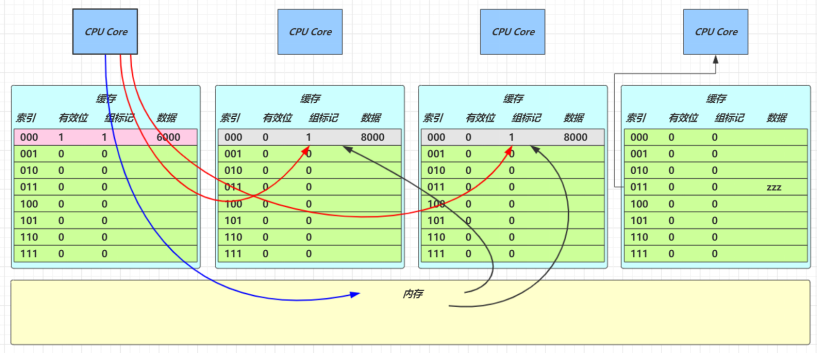 CPU Core CPU Core CPU Core CPU Core
缓存 缓存 缓存 缓存
索引 有效位 组标记 数据 索引 有效位 组标记 数据 索引 有效位 组标记 数据 索引 有效位 组标记 数据
000 1 1 6000 000 0 1 8000 000 0 1 8000 000 0 0
001 0 0 001 0 0 001 0 0 001 0 0
010 0 0 010 0 0 010 0 0 010 0 0
011 0 0 011 0 0 011 0 0 011 0 0 zzz
100 0 0 100 0 0 100 0 0 100 0 0
101 0 0 101 0 0 101 0 0 101 0 0
110 0 0 110 0 0 110 0 0 110 0 0
111 0 0 111 0 0 111 0 0 111 0 0
内存